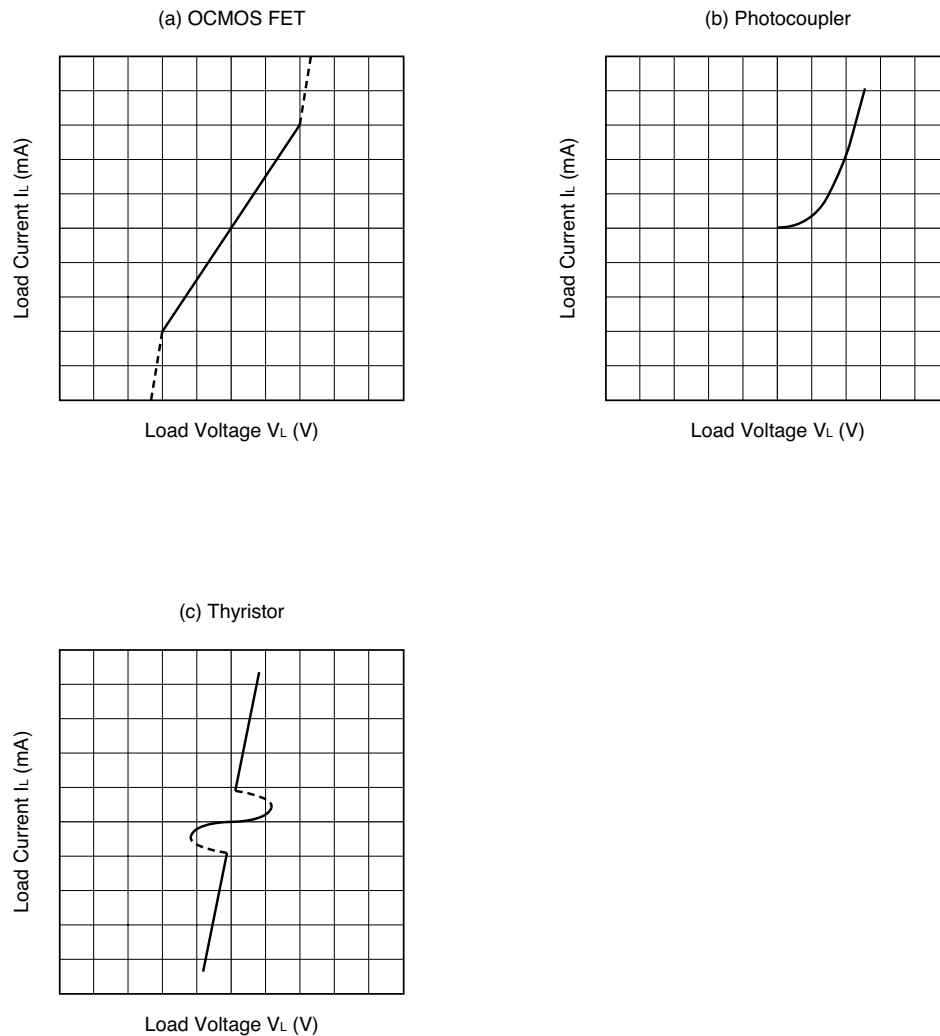 (a) OCMOS FET
Load Current IL (mA)
Load Voltage VL (V)
(b) Photocoupler
Load Current IL (mA)
Load Voltage VL (V)
(c) Thyristor
Load Current IL (mA)
Load Voltage VL (V)